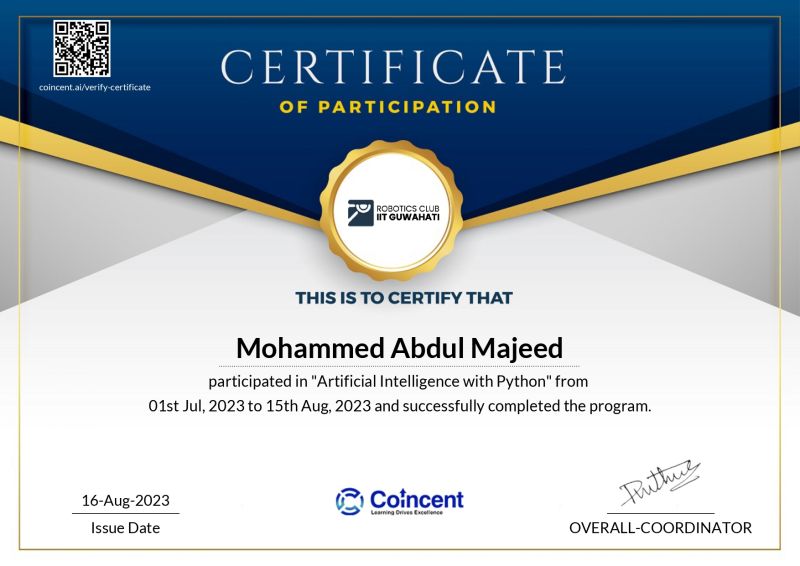 coincent.ai/verify-certificate
CERTIFICATE
OF PARTICIPATION
ROBOTICS CLUB
IIT GUWAHATI
THIS IS TO CERTIFY THAT
Mohammed Abdul Majeed
participated in "Artificial Intelligence with Python" from
01st Jul, 2023 to 15th Aug, 2023 and successfully completed the program.
16-Aug-2023
Issue Date
Coincent
Learning Drives Excellence
OVERALL-COORDINATOR